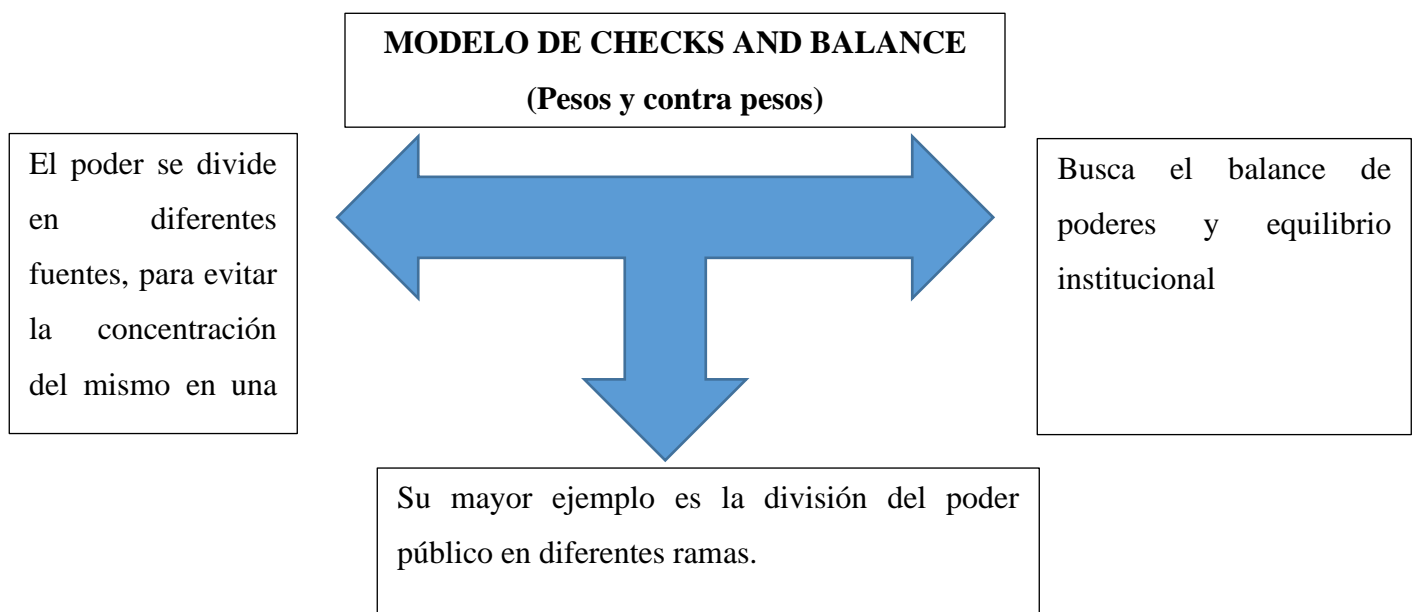 MODELO DE CHECKS AND BALANCE
(Pesos y contra pesos)
El poder se divide
en diferentes
fuentes, para evitar
la concentración
del mismo en una
Busca el balance de
poderes y equilibrio
institucional
Su mayor ejemplo es la división del poder
público en diferentes ramas.